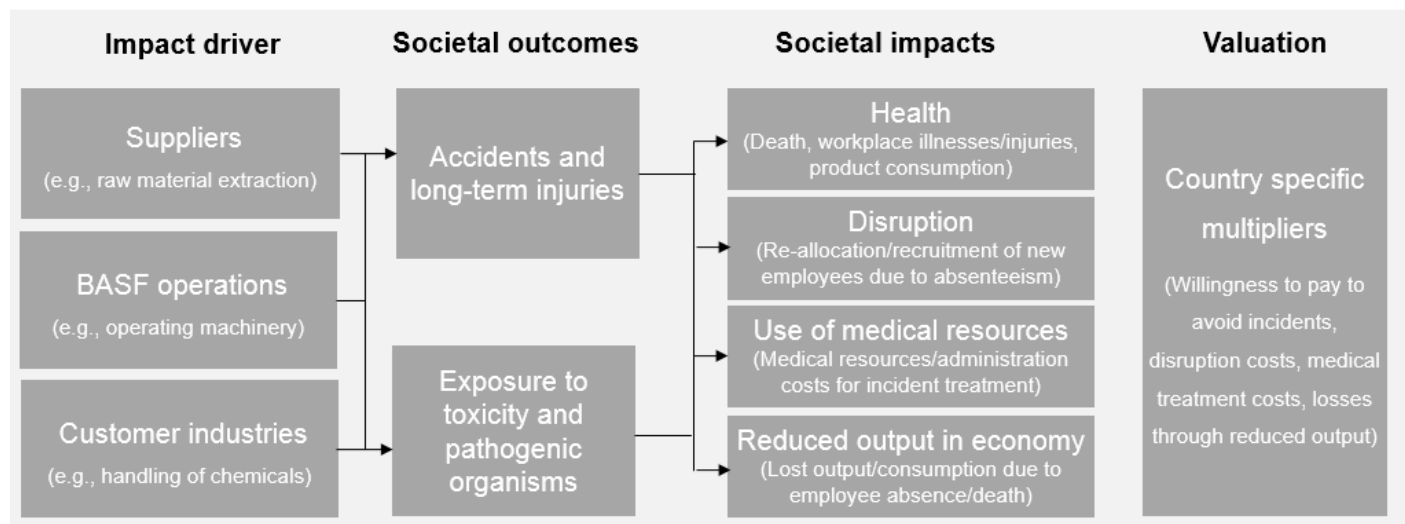 Impact driver
Societal outcomes
Societal impacts
Valuation
Suppliers
(e.g., raw material extraction)
BASF operations
(e.g., operating machinery)
Customer industries
(e.g., handling of chemicals)
Accidents and
long-term injuries
Exposure to
toxicity and
pathogenic
organisms
Health
(Death, workplace illnesses/injuries,
product consumption)
Disruption
(Re-allocation/recruitment of new
employees due to absenteeism)
Use of medical resources
(Medical resources/administration
costs for incident treatment)
Reduced output in economy
(Lost output/consumption due to
employee absence/death)
Country specific
multipliers
(Willingness to pay to
avoid incidents,
disruption costs, medical
treatment costs, losses
through reduced output)